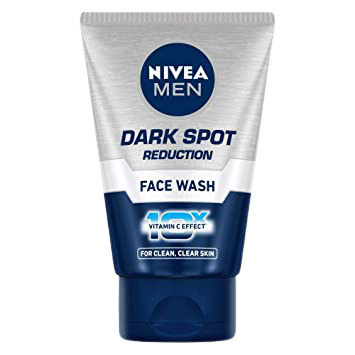 NIVEA
MEN
DARK SPOT
REDUCTION
FACE WASH
10X
VITAMIN C EFFECT
FOR CLEAN, CLEAR SKIN